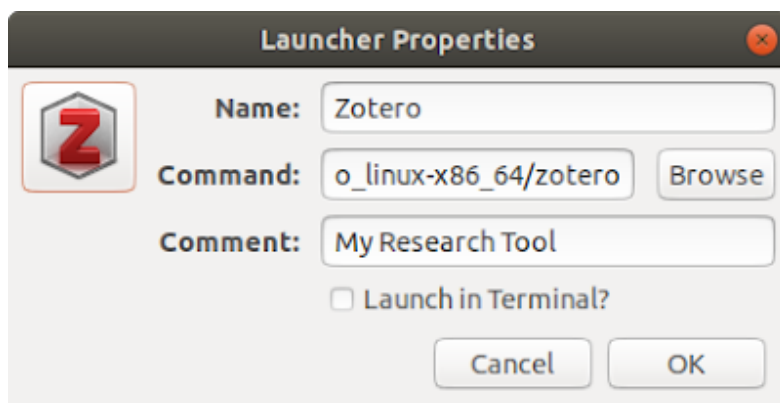 Launcher Properties
Z
Name: Zotero
Command: o_linux-x86_64/zotero Browse
Comment: My Research Tool
Launch in Terminal?
Cancel OK